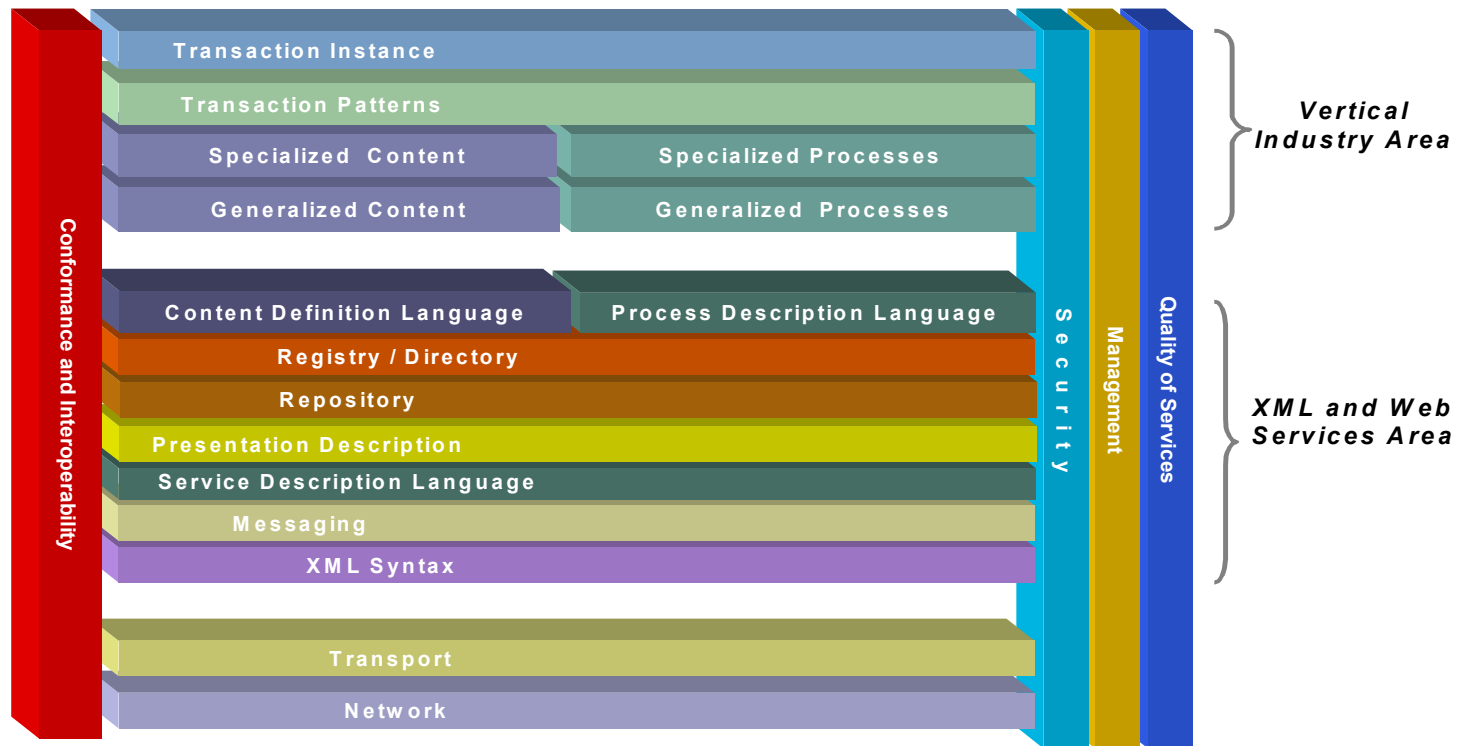 Transaction Instance
Transaction Patterns
Specialized Content
Specialized Processes
Generalized Content
Generalized Processes
Vertical
Industry Area
Conformance and Interoperability
Content Definition Language
Process Description Language
Registry / Directory
Repository
Presentation Description
Service Description Language
Messaging
XML Syntax
Security
Management
Quality of Services
XML and Web
Services Area
Transport
Network